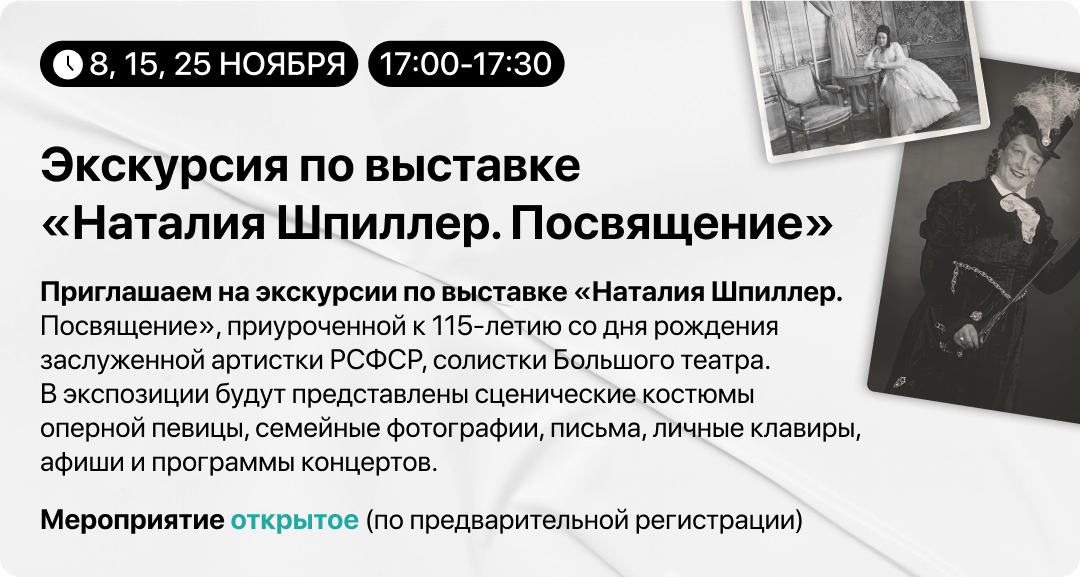 8, 15, 25 НОЯБРЯ
17:00-17:30
Экскурсия по выставке
«Наталия Шпиллер. Посвящение»
Приглашаем на экскурсии по выставке «Наталия Шпиллер.
Посвящение», приуроченной к 115-летию со дня рождения
заслуженной артистки РСФСР, солистки Большого театра.
В экспозиции будут представлены сценические костюмы
оперной певицы, семейные фотографии, письма, личные клавиры,
афиши и программы концертов.
Мероприятие открытое (по предварительной регистрации)